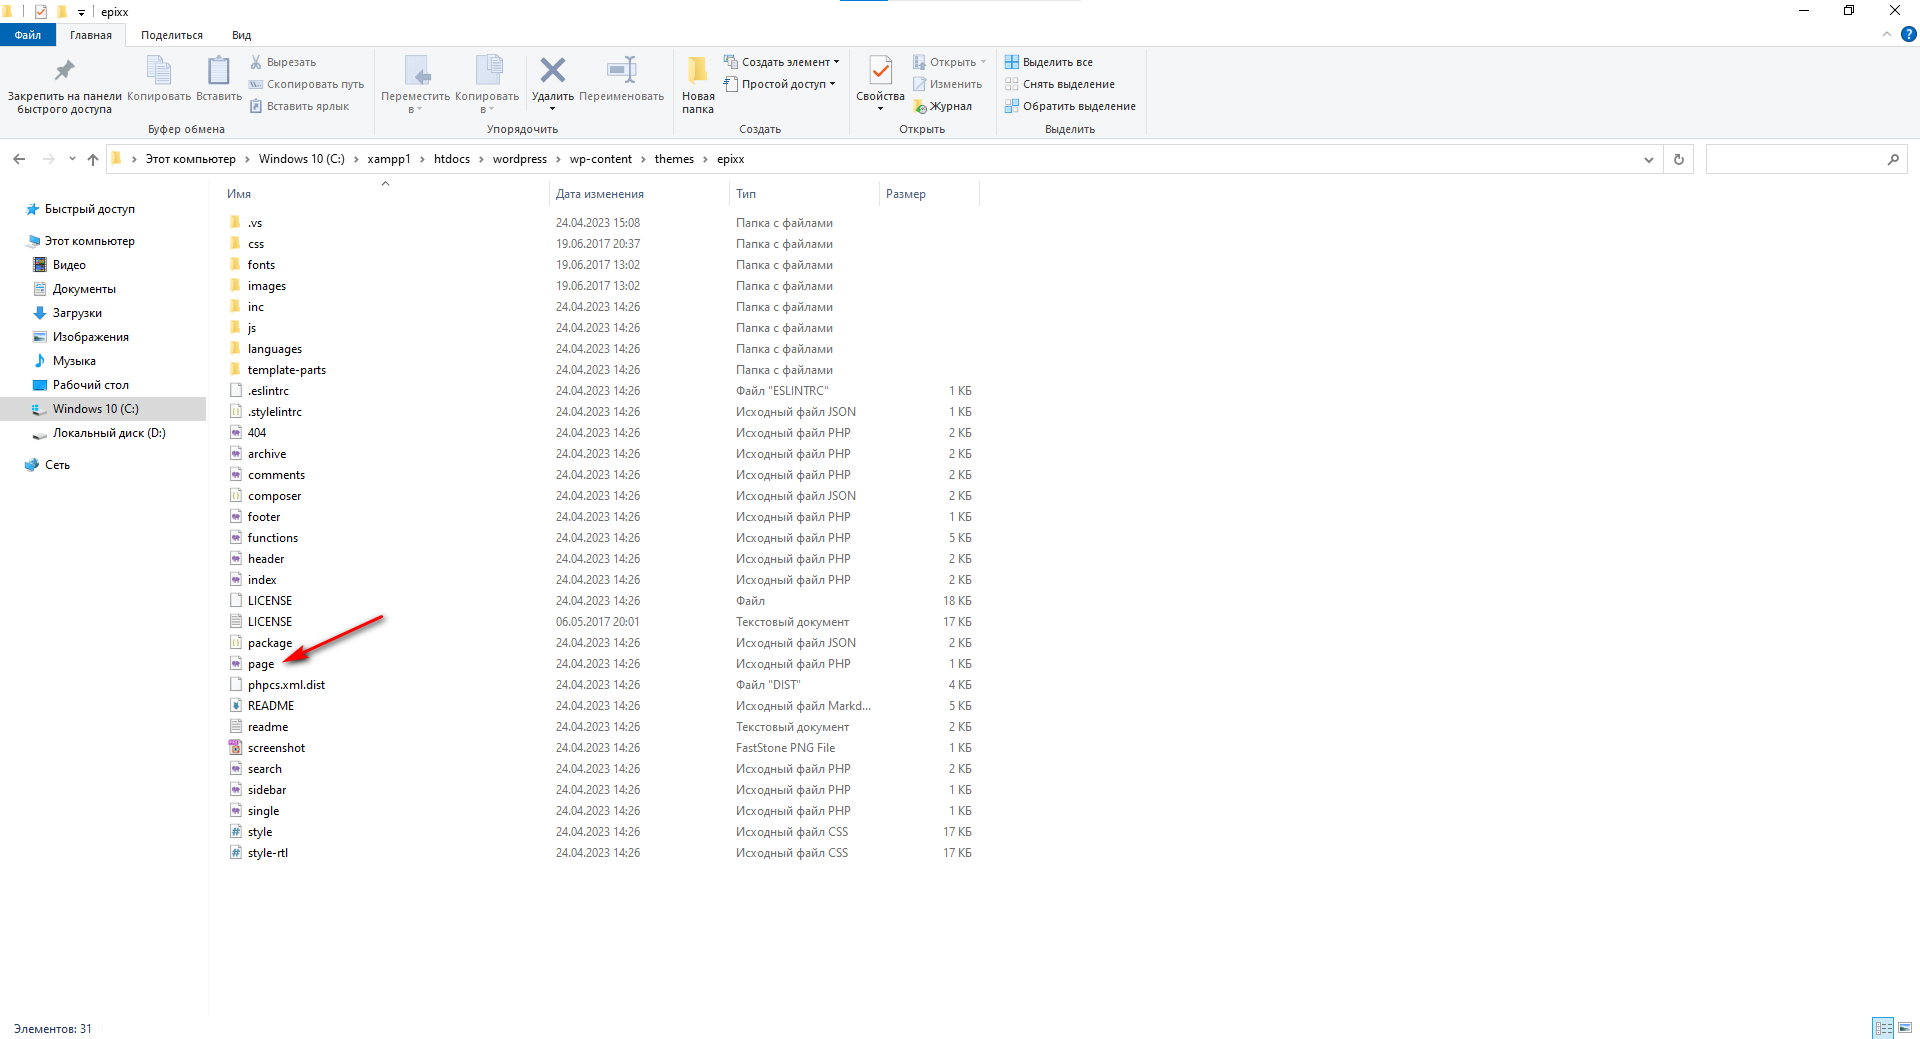 epixx
Файл Главная Поделиться Вид
Закрепить на панели быстрого доступа
Копировать
Вставить
Вырезать
Скопировать путь
Вставить ярлык
Буфер обмена
Переместить в
Копировать в
Удалить
Переименовать
Упорядочить
Новая папка
Создать элемент
Простой доступ
Создать
Свойства
Открыть
Изменить
Журнал
Открыть
Выделить все
Снять выделение
Обратить выделение
Выделить
Этот компьютер > Windows 10 (C:) > xampp1 > htdocs > wordpress > wp-content > themes > epixx
Быстрый доступ
Этот компьютер
Видео
Документы
Загрузки
Изображения
Музыка
Рабочий стол
Windows 10 (C:)
Локальный диск (D:)
Сеть
Имя Дата изменения Тип Размер
.vs 24.04.2023 15:08 Папка с файлами
css 19.06.2017 20:37 Папка с файлами
fonts 19.06.2017 13:02 Папка с файлами
images 19.06.2017 13:02 Папка с файлами
inc 24.04.2023 14:26 Папка с файлами
js 24.04.2023 14:26 Папка с файлами
languages 24.04.2023 14:26 Папка с файлами
template-parts 24.04.2023 14:26 Папка с файлами
.eslintrc 24.04.2023 14:26 Файл "ESLINTRC" 1 КБ
.stylelintrc 24.04.2023 14:26 Исходный файл JSON 1 КБ
404 24.04.2023 14:26 Исходный файл PHP 2 КБ
archive 24.04.2023 14:26 Исходный файл PHP 2 КБ
comments 24.04.2023 14:26 Исходный файл PHP 2 КБ
composer 24.04.2023 14:26 Исходный файл JSON 2 КБ
footer 24.04.2023 14:26 Исходный файл PHP 1 КБ
functions 24.04.2023 14:26 Исходный файл PHP 5 КБ
header 24.04.2023 14:26 Исходный файл PHP 2 КБ
index 24.04.2023 14:26 Исходный файл PHP 2 КБ
LICENSE 24.04.2023 14:26 Файл 18 КБ
LICENSE 06.05.2017 20:01 Текстовый документ 17 КБ
package 24.04.2023 14:26 Исходный файл JSON 2 КБ
page 24.04.2023 14:26 Исходный файл PHP 1 КБ
phpcs.xml.dist 24.04.2023 14:26 Файл "DIST" 4 КБ
README 24.04.2023 14:26 Исходный файл Markd... 5 КБ
readme 24.04.2023 14:26 Текстовый документ 2 КБ
screenshot 24.04.2023 14:26 FastStone PNG File 1 КБ
search 24.04.2023 14:26 Исходный файл PHP 2 КБ
sidebar 24.04.2023 14:26 Исходный файл PHP 1 КБ
single 24.04.2023 14:26 Исходный файл PHP 1 КБ
style 24.04.2023 14:26 Исходный файл CSS 17 КБ
style-rtl 24.04.2023 14:26 Исходный файл CSS 17 КБ
Элементов: 31